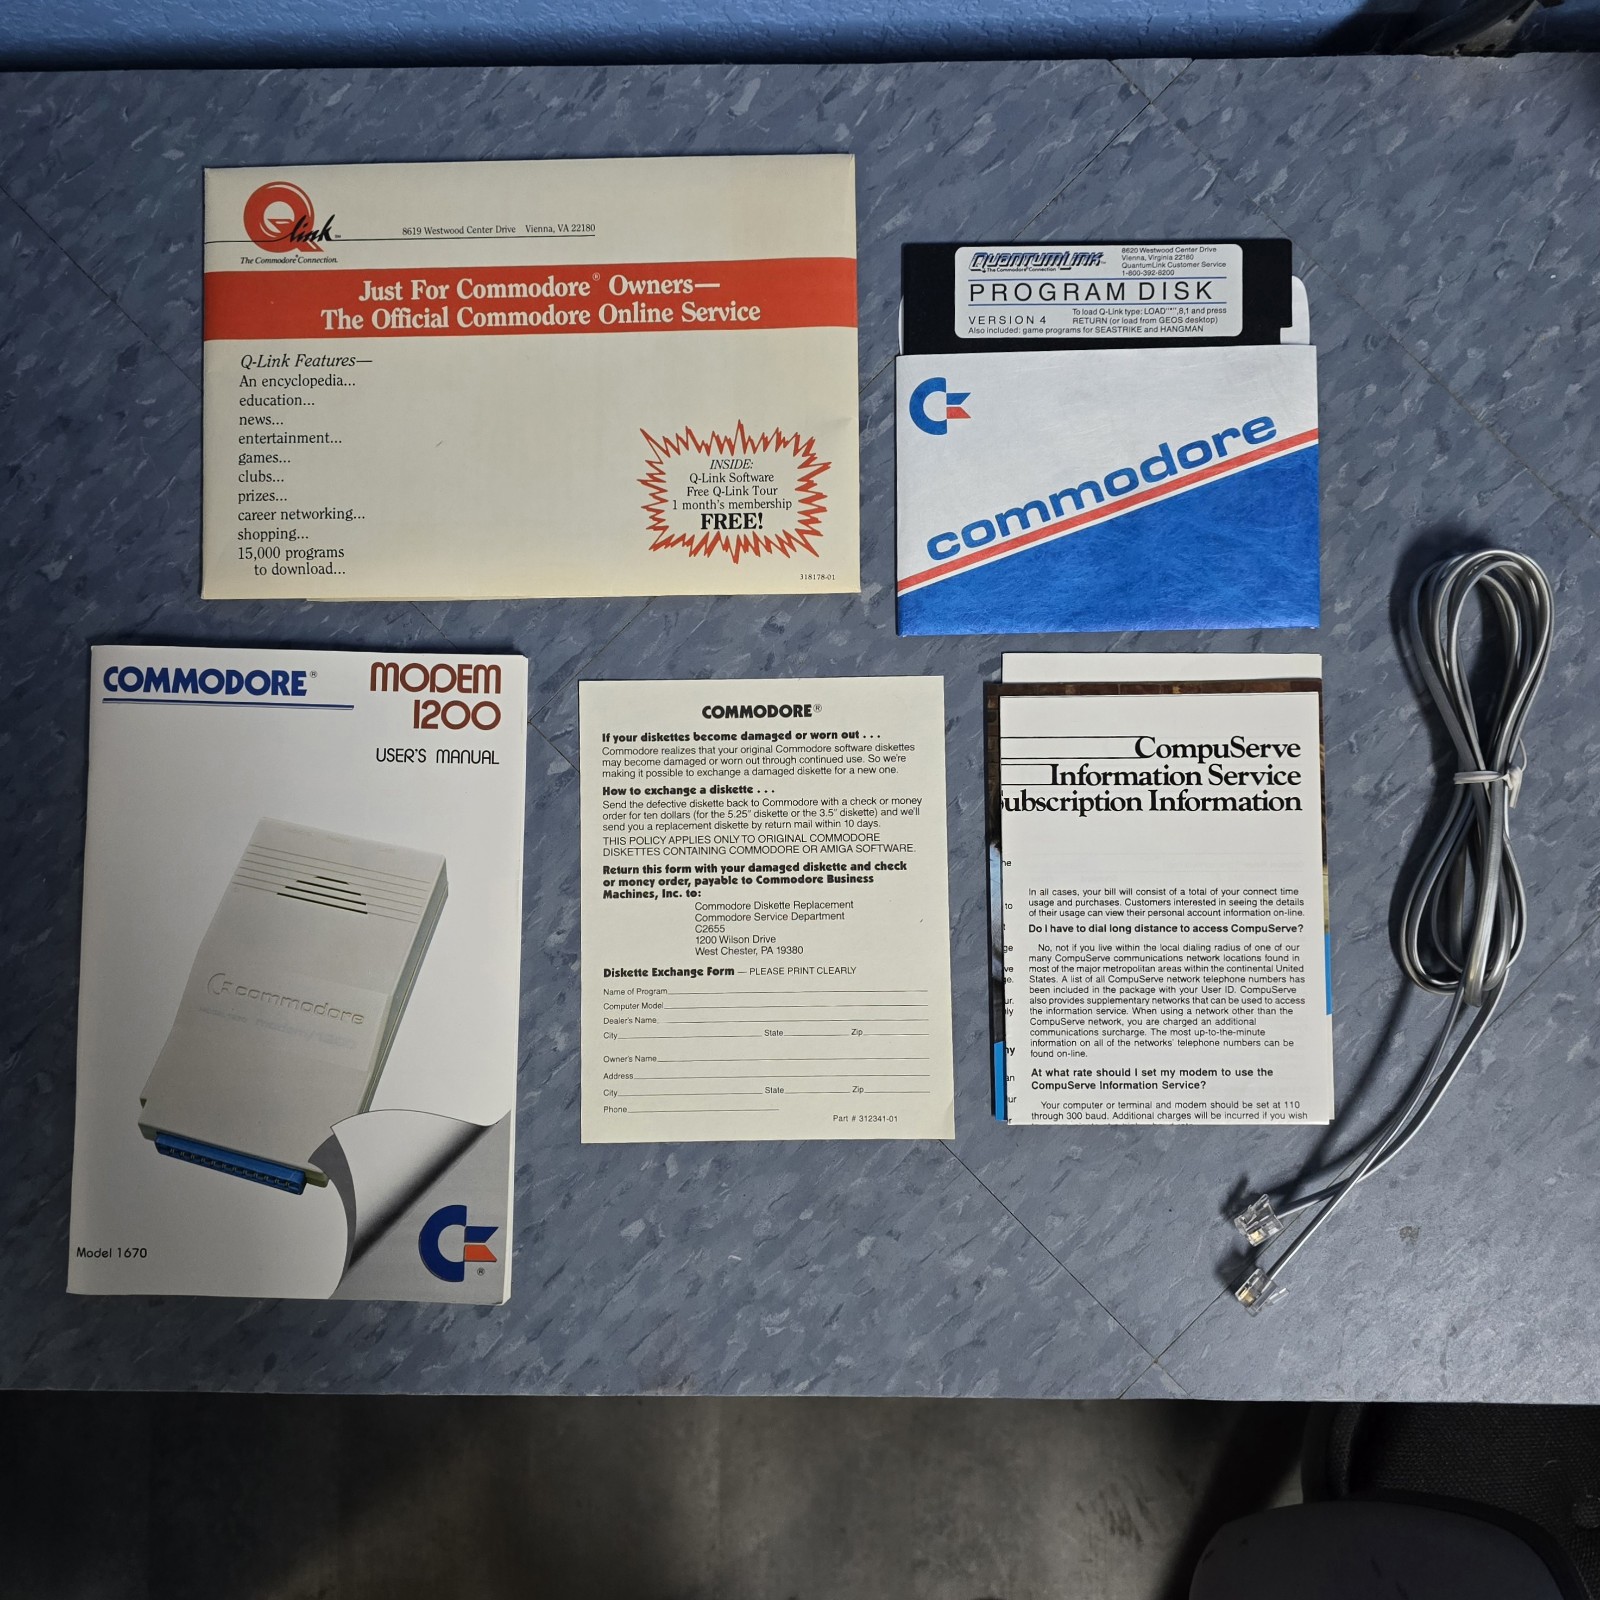 Qlink™
8619 Westwood Center Drive Vienna, VA 22180
The Commodore® Connection.
Just For Commodore® Owners—
The Official Commodore Online Service
Q-Link Features—
An encyclopedia...
education...
news...
entertainment...
games...
clubs...
prizes...
career networking...
shopping...
15,000 programs
to download...
INSIDE:
Q-Link Software
Free Q-Link Tour
1 month's membership
FREE!
318178-01
QUANTUMLINK
The Commodore® Connection
8620 Westwood Center Drive
Vienna, Virginia 22180
QuantumLink Customer Service
1-800-392-8200
PROGRAM DISK
VERSION 4
To load Q-Link type: LOAD"*",8,1 and press
RETURN (or load from GEOS desktop)
Also included: game programs for SEASTRIKE and HANGMAN
commodore
COMMODORE®
MODEM
1200
USER'S MANUAL
commodore
Model 1670
®
COMMODORE®
If your diskettes become damaged or worn out . . .
Commodore realizes that your original Commodore software diskettes
may become damaged or worn out through continued use. So we're
making it possible to exchange a damaged diskette for a new one.
How to exchange a diskette . . .
Send the defective diskette back to Commodore with a check or money
order for ten dollars (for the 5.25" diskette or the 3.5" diskette) and we'll
send you a replacement diskette by return mail within 10 days.
THIS POLICY APPLIES ONLY TO ORIGINAL COMMODORE
DISKETTES CONTAINING COMMODORE OR AMIGA SOFTWARE.
Return this form with your damaged diskette and check
or money order, payable to Commodore Business
Machines, Inc. to:
Commodore Diskette Replacement
Commodore Service Department
C2655
1200 Wilson Drive
West Chester, PA 19380
Diskette Exchange Form — PLEASE PRINT CLEARLY
Name of Program
Computer Model
Dealer's Name
City State Zip
Owner's Name
Address
City State Zip
Phone
Part # 312341-01
CompuServe
Information Service
ubscription Information
In all cases, your bill will consist of a total of your connect time
usage and purchases. Customers interested in seeing the details
of their usage can view their personal account information on-line.
Do I have to dial long distance to access CompuServe?
No, not if you live within the local dialing radius of one of our
many CompuServe communications network locations found in
most of the major metropolitan areas within the continental United
States. A list of all CompuServe network telephone numbers has
been included in the package with your User ID. CompuServe
also provides supplementary networks that can be used to access
the information service. When using a network other than the
CompuServe network, you are charged an additional
communications surcharge. The most up-to-the-minute
information on all of the networks' telephone numbers can be
found on-line.
At what rate should I set my modem to use the
CompuServe Information Service?
Your computer or terminal and modem should be set at 110
through 300 baud. Additional charges will be incurred if you wish